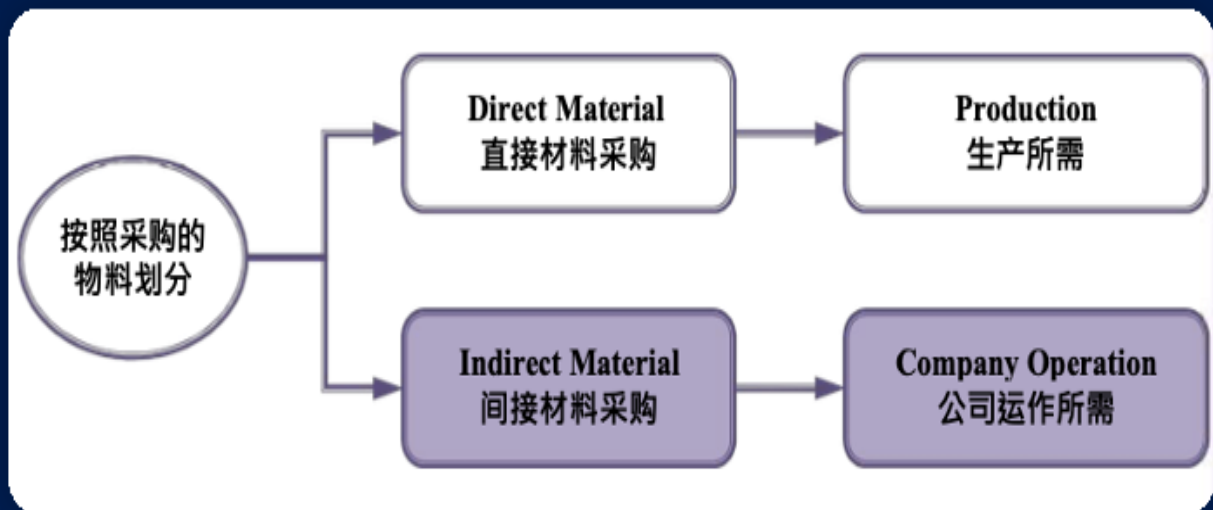 按照采购的
物料划分
Direct Material
直接材料采购
Production
生产所需
Indirect Material
间接材料采购
Company Operation
公司运作所需